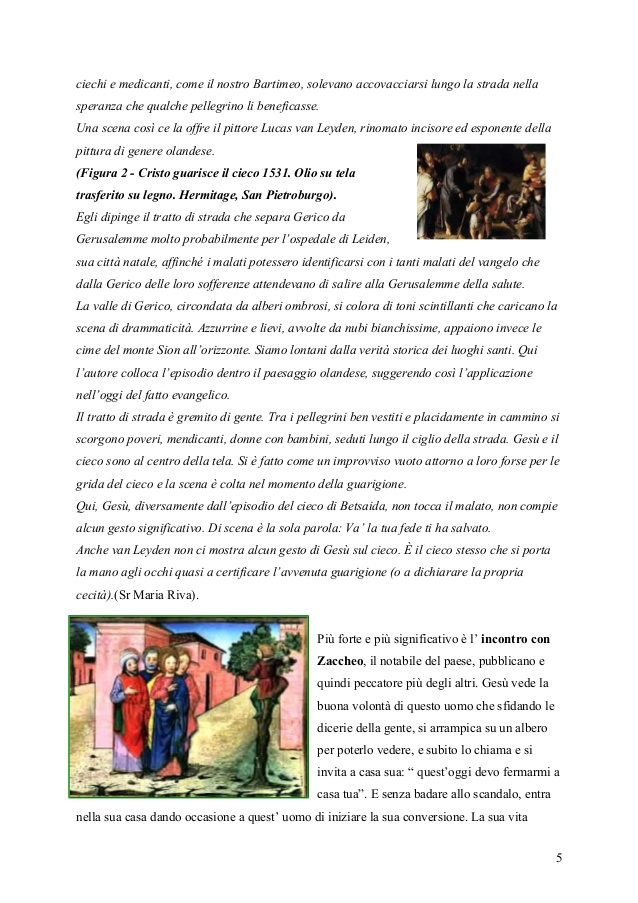 ciechi e medicanti, come il nostro Bartimeo, solevano accovacciarsi lungo la strada nella
speranza che qualche pellegrino li beneficasse.
Una scena così ce la offre il pittore Lucas van Leyden, rinomato incisore ed esponente della
pittura di genere olandese.
(Figura 2 - Cristo guarisce il cieco 1531. Olio su tela
trasferito su legno. Hermitage, San Pietroburgo).
Egli dipinge il tratto di strada che separa Gerico da
Gerusalemme molto probabilmente per l’ospedale di Leiden,
sua città natale, affinché i malati potessero identificarsi con i tanti malati del vangelo che
dalla Gerico delle loro sofferenze attendevano di salire alla Gerusalemme della salute.
La valle di Gerico, circondata da alberi ombrosi, si colora di toni scintillanti che caricano la
scena di drammaticità. Azzurrine e lievi, avvolte da nubi bianchissime, appaiono invece le
cime del monte Sion all’orizzonte. Siamo lontani dalla verità storica dei luoghi santi. Qui
l’autore colloca l’episodio dentro il paesaggio olandese, suggerendo così l’applicazione
nell’oggi del fatto evangelico.
Il tratto di strada è gremito di gente. Tra i pellegrini ben vestiti e placidamente in cammino si
scorgono poveri, mendicanti, donne con bambini, seduti lungo il ciglio della strada. Gesù e il
cieco sono al centro della tela. Si è fatto come un improvviso vuoto attorno a loro forse per le
grida del cieco e la scena è colta nel momento della guarigione.
Qui, Gesù, diversamente dall’episodio del cieco di Betsaida, non tocca il malato, non compie
alcun gesto significativo. Di scena è la sola parola: Va’ la tua fede ti ha salvato.
Anche van Leyden non ci mostra alcun gesto di Gesù sul cieco. È il cieco stesso che si porta
la mano agli occhi quasi a certificare l’avvenuta guarigione (o a dichiarare la propria
cecità).(Sr Maria Riva).
Più forte e più significativo è l’ incontro con
Zaccheo, il notabile del paese, pubblicano e
quindi peccatore più degli altri. Gesù vede la
buona volontà di questo uomo che sfidando le
dicerie della gente, si arrampica su un albero
per poterlo vedere, e subito lo chiama e si
invita a casa sua: “ quest’oggi devo fermarmi a
casa tua”. E senza badare allo scandalo, entra
nella sua casa dando occasione a quest’ uomo di iniziare la sua conversione. La sua vita
5